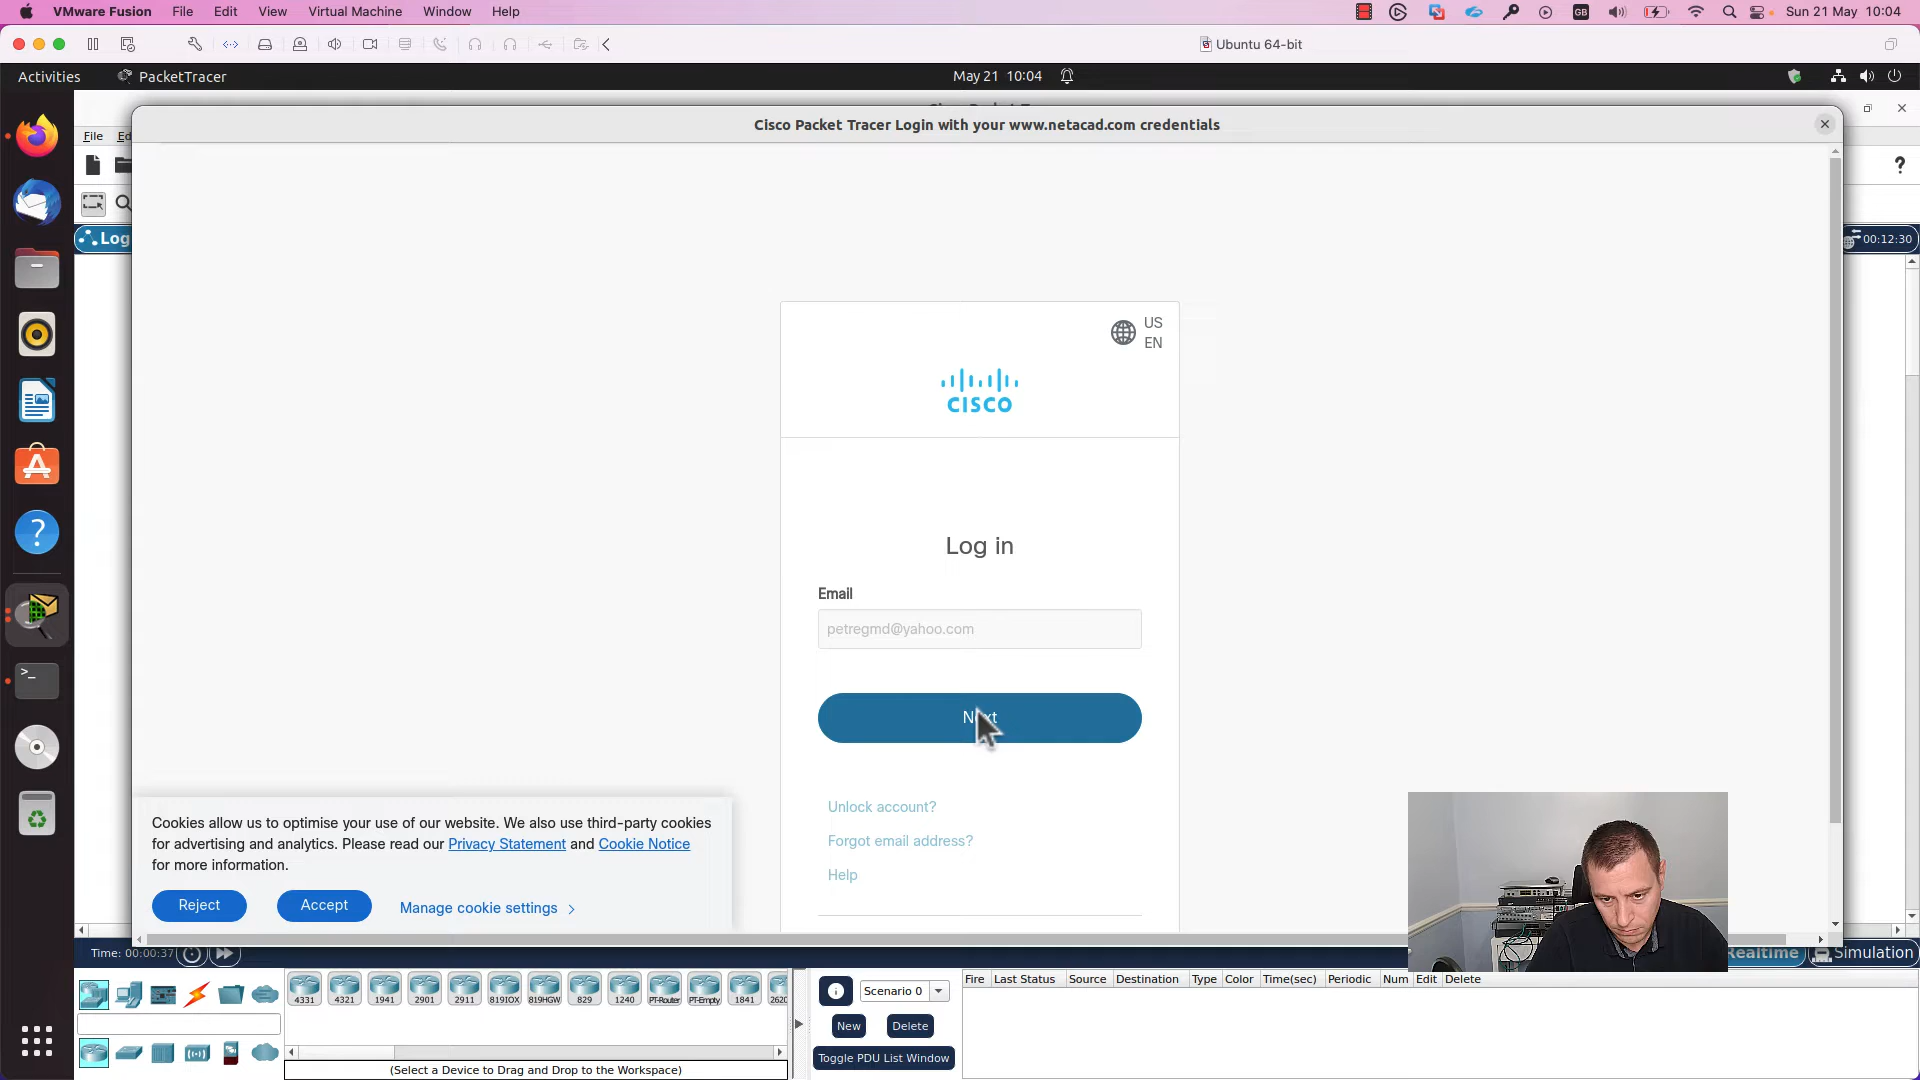 VMware Fusion File Edit View Virtual Machine Window Help
GB Sun 21 May 10:04
Ubuntu 64-bit
Activities PacketTracer May 21 10:04
Cisco Packet Tracer Login with your www.netacad.com credentials
File
?
Log
00:12:30
US
EN
CISCO
Log in
Email
petregmd@yahoo.com
Next
Unlock account?
Forgot email address?
Help
Cookies allow us to optimise your use of our website. We also use third-party cookies
for advertising and analytics. Please read our Privacy Statement and Cookie Notice
for more information.
Reject Accept Manage cookie settings
Time: 00:00:37
Realtime Simulation
4331 4321 1941 2901 2911 819IOX 819HGW 829 1240 PT-Router PT-Empty 1841
Scenario 0
New Delete
Toggle PDU List Window
Fire Last Status Source Destination Type Color Time(sec) Periodic Num Edit Delete
(Select a Device to Drag and Drop to the Workspace)